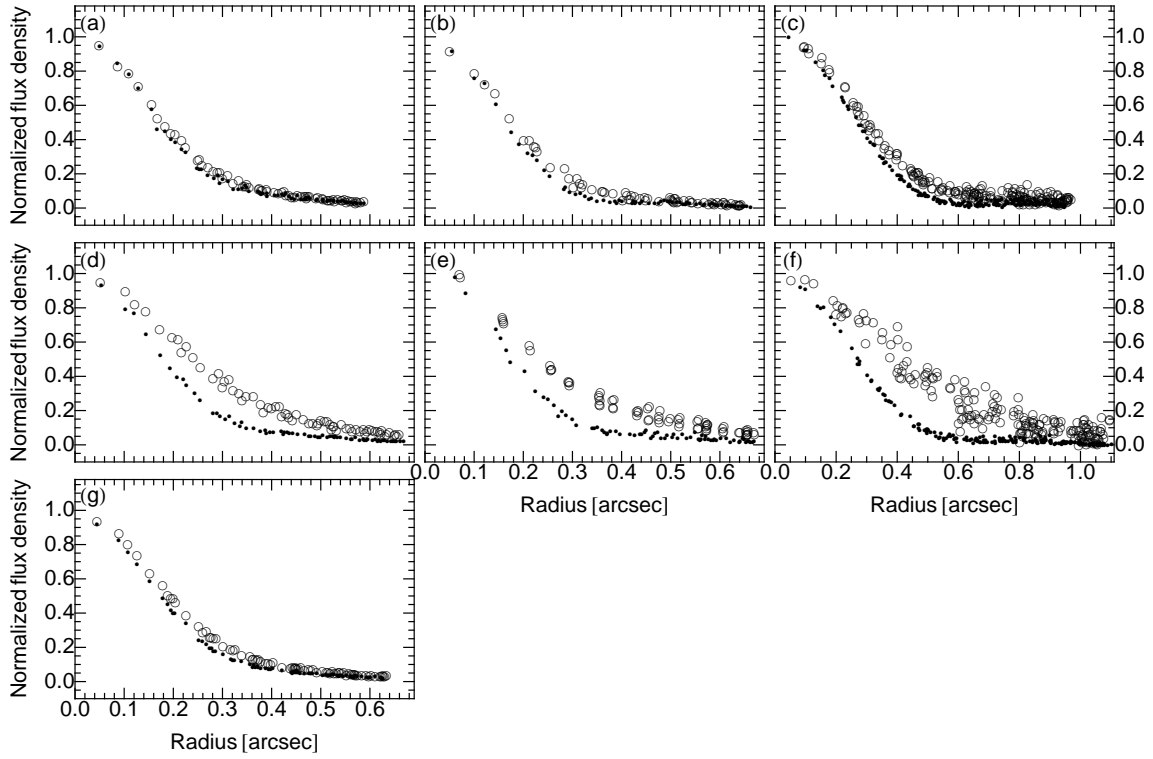 (a) (b) (c)
Normalized flux density
1.0 1.0
0.8 0.8
0.6 0.6
0.4 0.4
0.2 0.2
0.0 0.0
(d) (e) (f)
Normalized flux density
1.0 1.0
0.8 0.8
0.6 0.6
0.4 0.4
0.2 0.2
0.0 0.0
0.0 0.1 0.2 0.3 0.4 0.5 0.6 0.0 0.2 0.4 0.6 0.8 1.0
Radius [arcsec] Radius [arcsec]
(g)
Normalized flux density
1.0
0.8
0.6
0.4
0.2
0.0
0.0 0.1 0.2 0.3 0.4 0.5 0.6
Radius [arcsec]